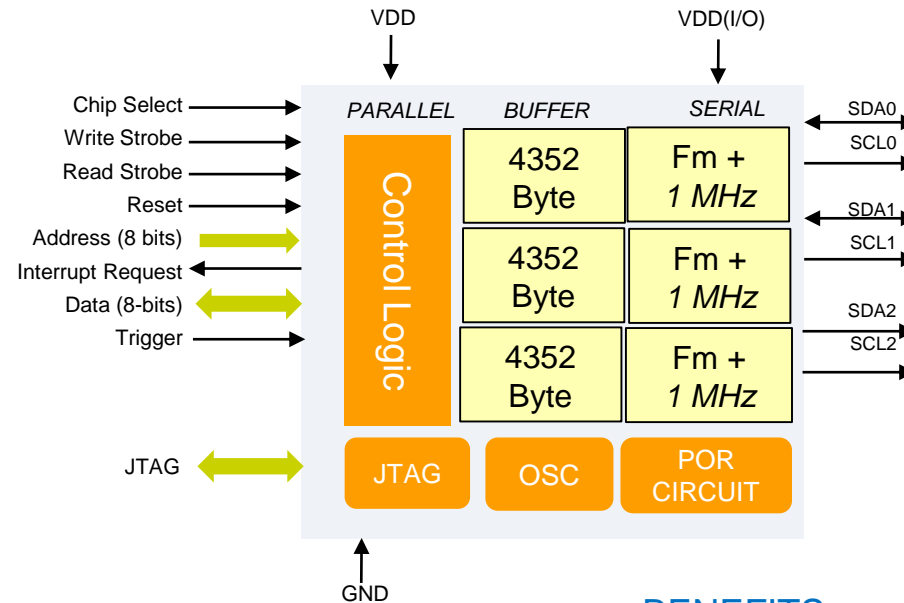 VDD
VDD(I/O)
Chip Select
Write Strobe
Read Strobe
Reset
Address (8 bits)
Interrupt Request
Data (8-bits)
Trigger
JTAG
PARALLEL
BUFFER
SERIAL
Control Logic
4352
Byte
Fm +
1 MHz
4352
Byte
Fm +
1 MHz
4352
Byte
Fm +
1 MHz
JTAG
OSC
POR
CIRCUIT
SDA0
SCL0
SDA1
SCL1
SDA2
SCL2
GND
BENEFITS